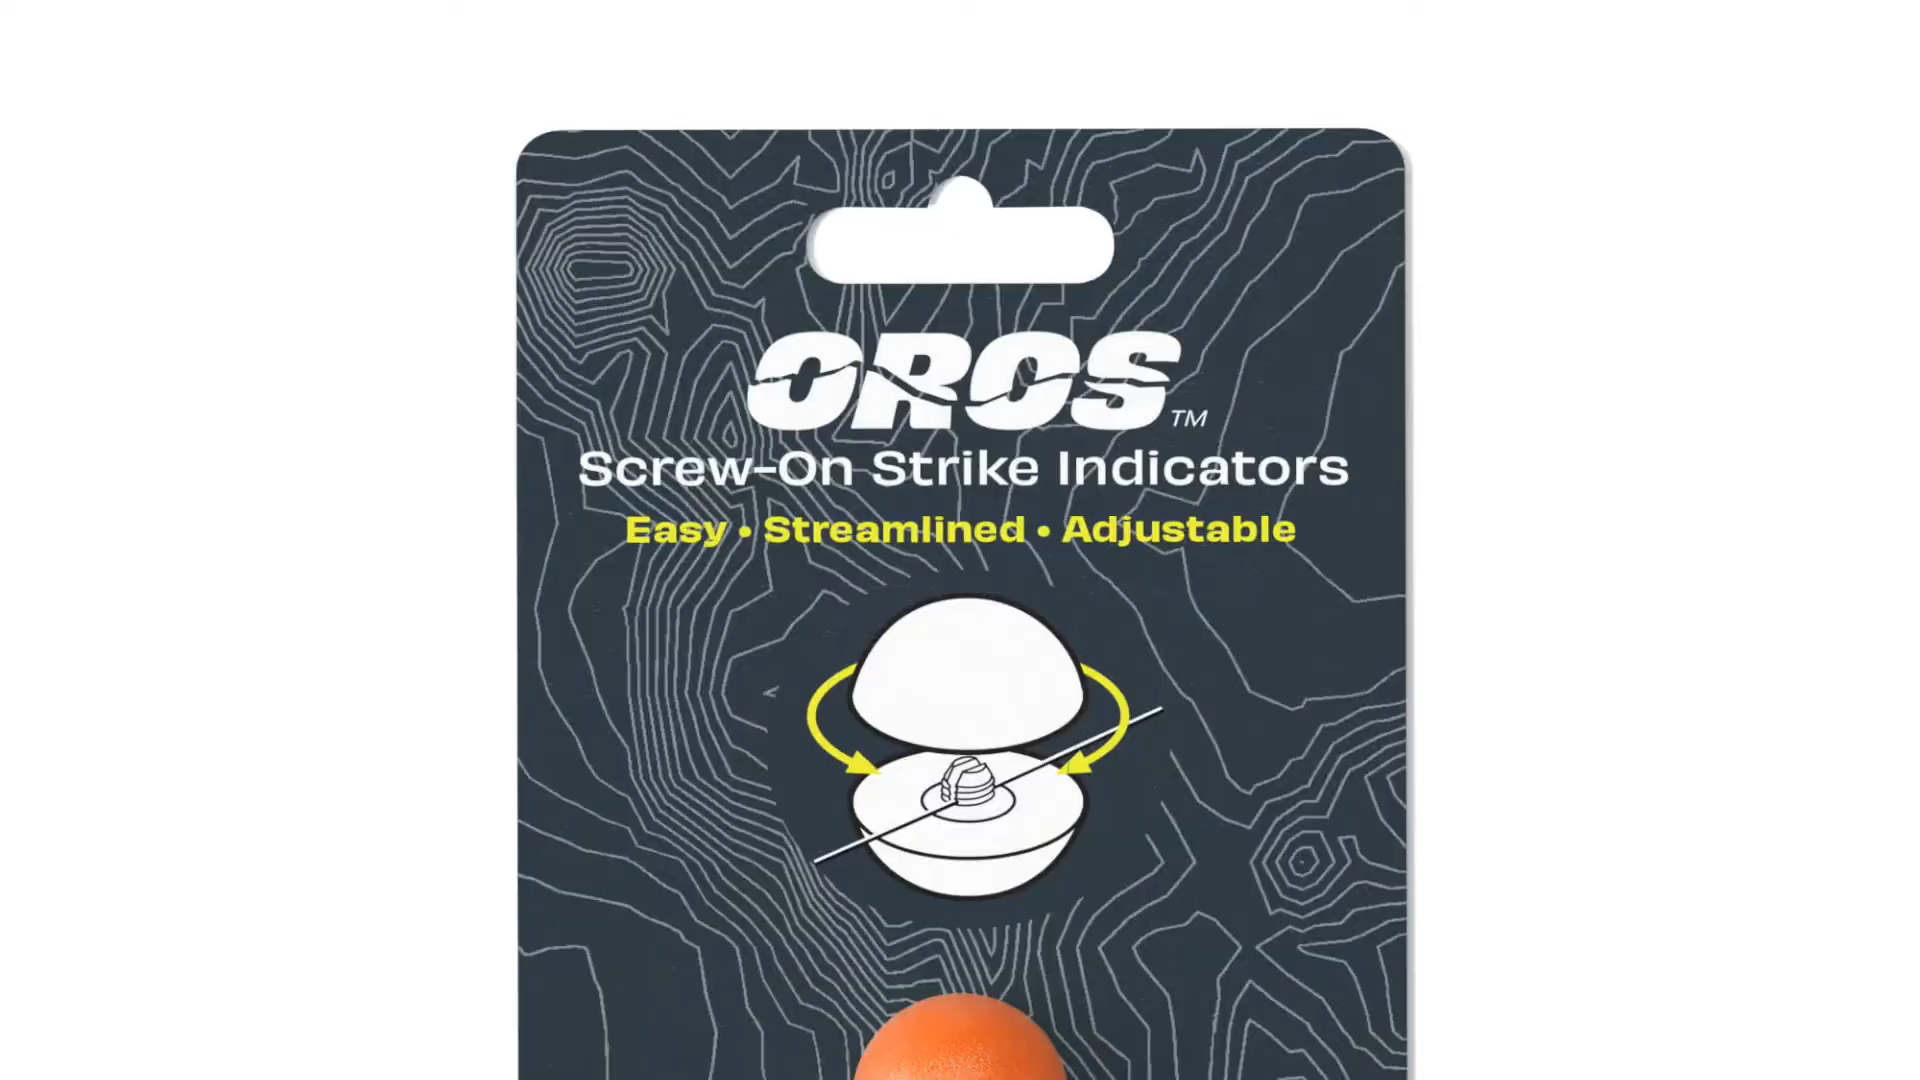 OROS™
Screw-On Strike Indicators
Easy • Streamlined • Adjustable